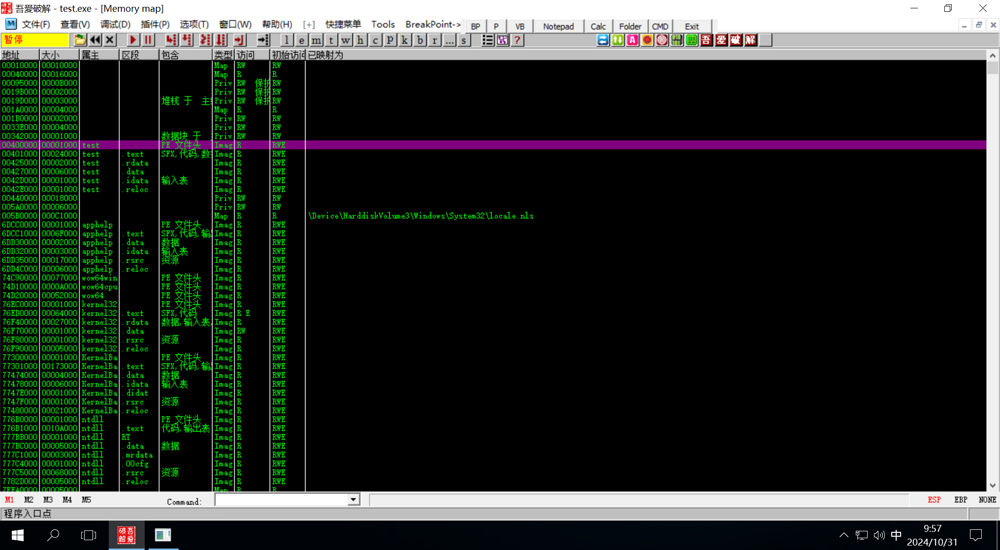 吾愛破解 - test.exe - [Memory map]
文件(F) 查看(V) 调试(D) 插件(P) 选项(T) 窗口(W) 帮助(H) [+] 快捷菜单 Tools BreakPoint-> BP P VB Notepad Calc Folder CMD Exit
暂停 l e m t w h c P k b r ... s ? A 吾 爱 破 解
地址 大小 属主 区段 包含 类型 访问 初始访问 已映射为
00010000 00010000 Map RW RW
00040000 00016000 Map R R
00095000 0000B000 Priv RW 保护 RW
0019B000 00002000 Priv RW 保护 RW
0019D000 00003000 堆栈 于 主 Priv RW 保护 RW
001A0000 00004000 Map R R
001B0000 00002000 Priv RW RW
0033E000 00004000 Priv RW RW
00342000 00001000 数据块 于 Priv RW RW
00400000 00001000 test PE 文件头 Imag R RWE
00401000 00024000 test .text SFX,代码,数 Imag R RWE
00425000 00002000 test .rdata Imag R RWE
00427000 00006000 test .data Imag R RWE
0042D000 00001000 test .idata 输入表 Imag R RWE
0042E000 00001000 test .reloc Imag R RWE
00440000 00018000 Priv RW RW
005A0000 00006000 Priv RW RW
005B0000 000C1000 Map R R \Device\HarddiskVolume3\Windows\System32\locale.nls
6DCC0000 00001000 apphelp PE 文件头 Imag R RWE
6DCC1000 0006F000 apphelp .text SFX,代码,输出 Imag R RWE
6DD30000 00002000 apphelp .data 数据 Imag R RWE
6DD32000 00003000 apphelp .idata 输入表 Imag R RWE
6DD35000 00017000 apphelp .rsrc 资源 Imag R RWE
6DD4C000 00006000 apphelp .reloc Imag R RWE
74C90000 00077000 wow64win PE 文件头 Imag R RWE
74D10000 0000A000 wow64cpu PE 文件头 Imag R RWE
74D20000 00052000 wow64 PE 文件头 Imag R RWE
76EC0000 00001000 kernel32 PE 文件头 Imag R RWE
76ED0000 00064000 kernel32 .text SFX,代码 Imag R E RWE
76F40000 00027000 kernel32 .rdata 数据,输入表, Imag R RWE
76F70000 00001000 kernel32 .data Imag RW RWE
76F80000 00001000 kernel32 .rsrc 资源 Imag R RWE
76F90000 00005000 kernel32 .reloc Imag R RWE
77300000 00001000 KernelBa PE 文件头 Imag R RWE
77301000 00173000 KernelBa .text SFX,代码,输出 Imag R RWE
77474000 00004000 KernelBa .data 数据 Imag R RWE
77478000 00006000 KernelBa .idata 输入表 Imag R RWE
7747E000 00001000 KernelBa .didat Imag R RWE
7747F000 00001000 KernelBa .rsrc 资源 Imag R RWE
77480000 00021000 KernelBa .reloc Imag R RWE
776B0000 00001000 ntdll PE 文件头 Imag R RWE
776B1000 0010A000 ntdll .text 代码,输出表 Imag R RWE
777BB000 00001000 ntdll RT Imag R RWE
777BC000 00005000 ntdll .data 数据 Imag R RWE
777C1000 00003000 ntdll .mrdata Imag R RWE
777C4000 00001000 ntdll .00cfg Imag R RWE
777C5000 00068000 ntdll .rsrc 资源 Imag R RWE
7782D000 00005000 ntdll .reloc Imag R RWE
7FFA0000 00005000 Map R R
M1 M2 M3 M4 M5 Command: ESP EBP NONE
程序入口点
破吾解爱 中 9:57
2024/10/31